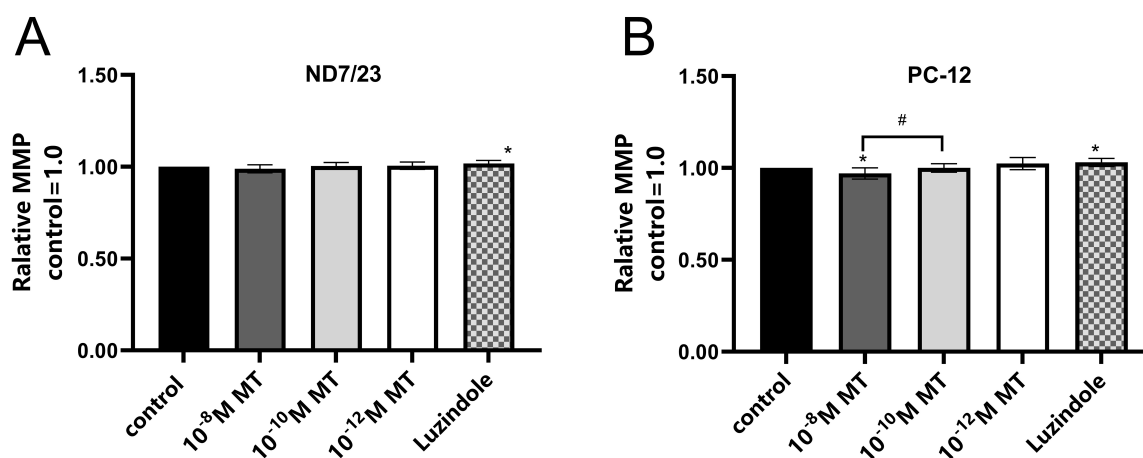 A
ND7/23
1.50
1.00
0.50
0.00
Ralative MMP
control=1.0
*
control
10⁻⁸M MT
10⁻¹⁰M MT
10⁻¹²M MT
Luzindole
B
PC-12
1.50
1.00
0.50
0.00
Ralative MMP
control=1.0
#
*
*
control
10⁻⁸M MT
10⁻¹⁰M MT
10⁻¹²M MT
Luzindole